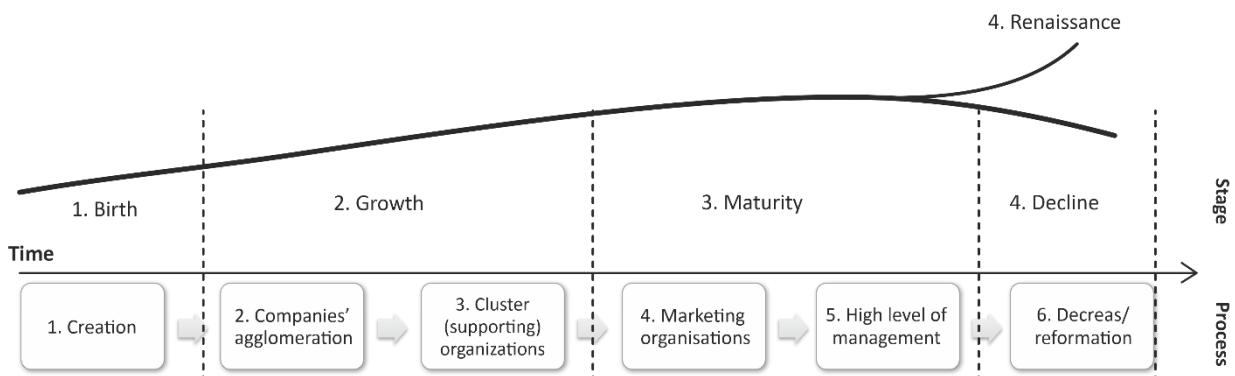 4. Renaissance
1. Birth
2. Growth
3. Maturity
4. Decline
Stage
Time
1. Creation
2. Companies’
agglomeration
3. Cluster
(supporting)
organizations
4. Marketing
organisations
5. High level of
management
6. Decreas/
reformation
Process